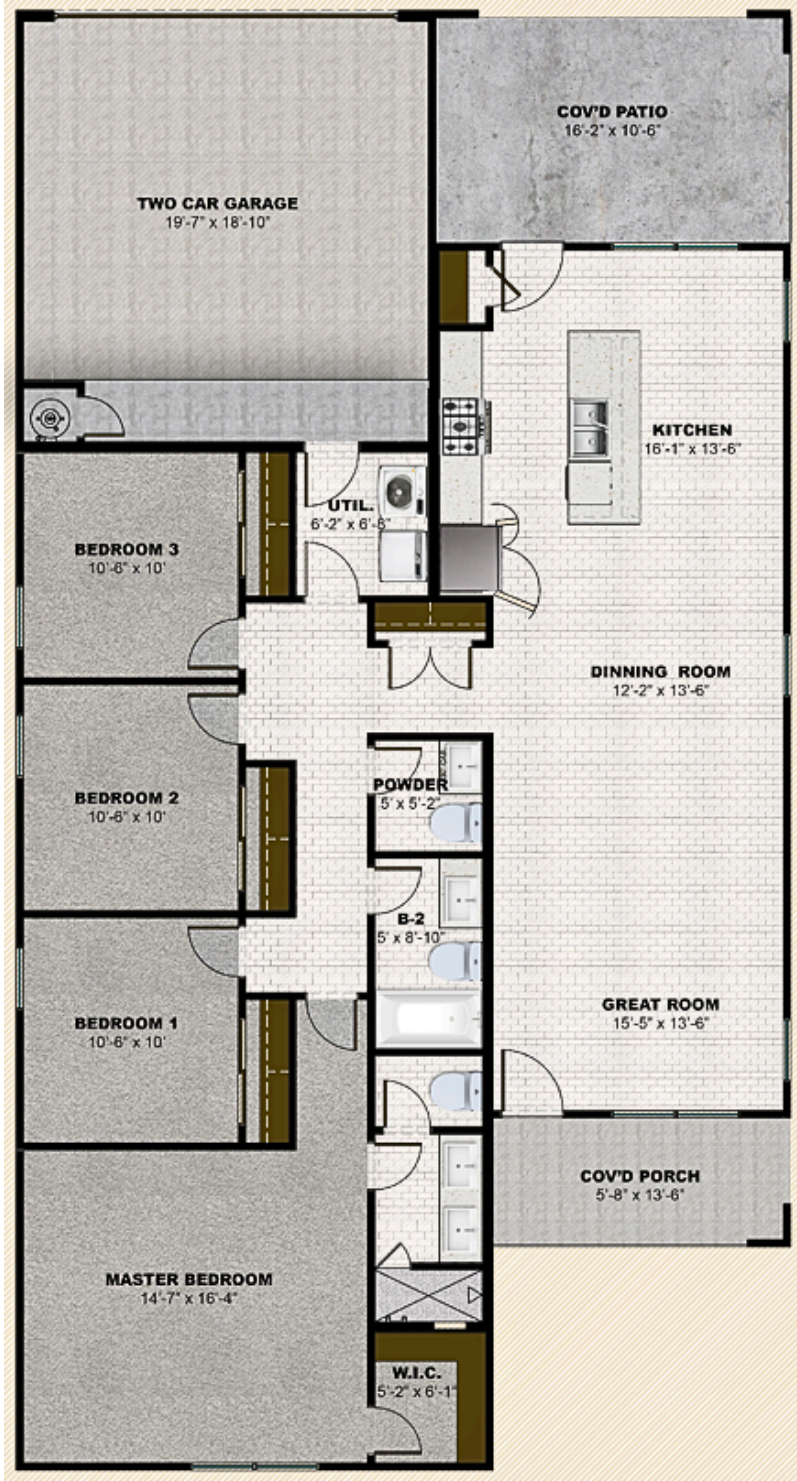 COV'D PATIO
16'-2" x 10'-6"
TWO CAR GARAGE
19'-7" x 18'-10"
KITCHEN
16'-1" x 13'-6"
UTIL.
6'-2" x 6'-8"
BEDROOM 3
10'-6" x 10'
DINNING ROOM
12'-2" x 13'-6"
POWDER
5' x 5'-2"
BEDROOM 2
10'-6" x 10'
B-2
5' x 8'-10"
GREAT ROOM
15'-5" x 13'-6"
BEDROOM 1
10'-6" x 10'
COV'D PORCH
5'-8" x 13'-6"
MASTER BEDROOM
14'-7" x 16'-4"
W.I.C.
5'-2" x 6'-1"